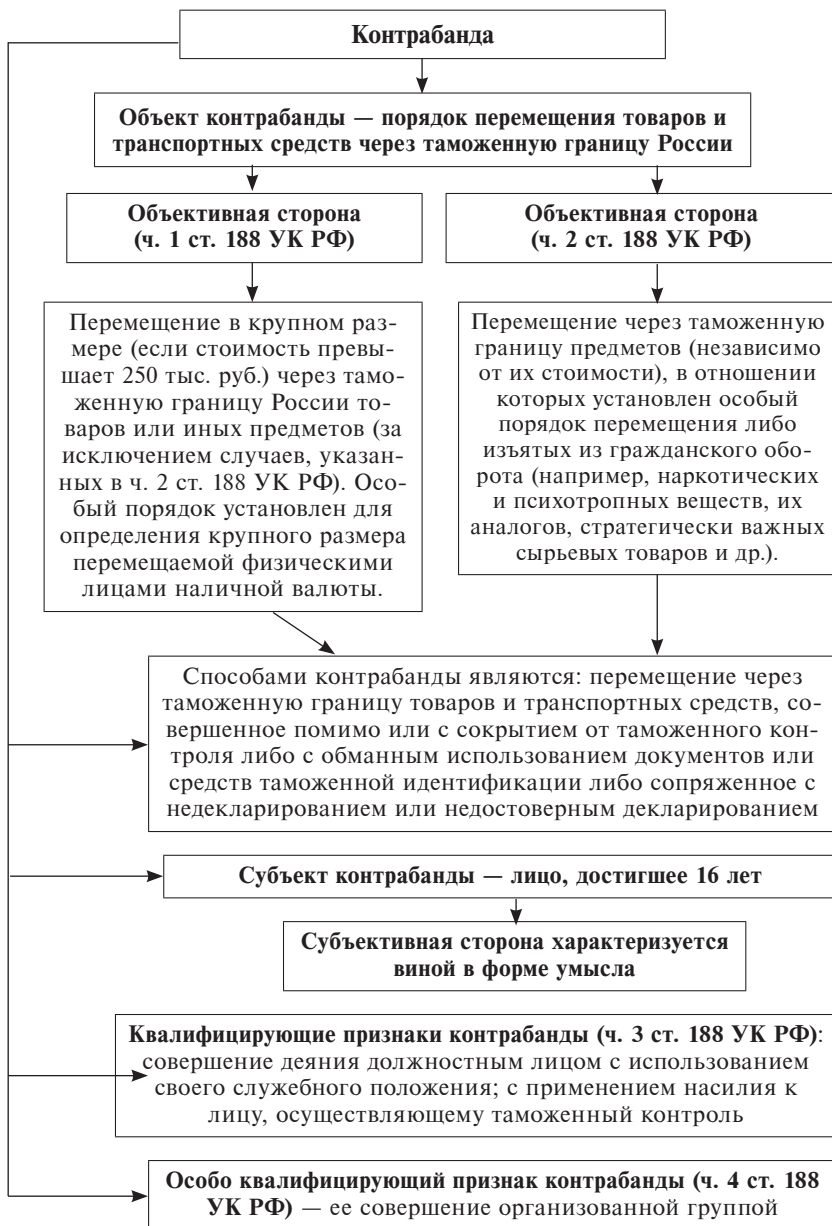 Контрабанда
Объект контрабанды — порядок перемещения товаров и
транспортных средств через таможенную границу России
Объективная сторона
(ч. 1 ст. 188 УК РФ)
Объективная сторона
(ч. 2 ст. 188 УК РФ)
Перемещение в крупном раз-
мере (если стоимость превы-
шает 250 тыс. руб.) через тамо-
женную границу России то-
варов или иных предметов (за
исключением случаев, указан-
ных в ч. 2 ст. 188 УК РФ). Осо-
бый порядок установлен для
определения крупного размера
перемещаемой физическими
лицами наличной валюты.
Перемещение через таможенную
границу предметов (независимо
от их стоимости), в отношении
которых установлен особый
порядок перемещения либо
изъятых из гражданского обо-
рота (например, наркотических
и психотропных веществ, их
аналогов, стратегически важных
сырьевых товаров и др.).
Способами контрабанды являются: перемещение через
таможенную границу товаров и транспортных средств, со-
вершенное помимо или с сокрытием от таможенного кон-
троля либо с обманным использованием документов или
средств таможенной идентификации либо сопряженное с
недекларированием или недостоверным декларированием
Субъект контрабанды — лицо, достигшее 16 лет
Субъективная сторона характеризуется
виной в форме умысла
Квалифицирующие признаки контрабанды (ч. 3 ст. 188 УК РФ):
совершение деяния должностным лицом с использованием
своего служебного положения; с применением насилия к
лицу, осуществляющему таможенный контроль
Особо квалифицирующий признак контрабанды (ч. 4 ст. 188
УК РФ) — ее совершение организованной группой